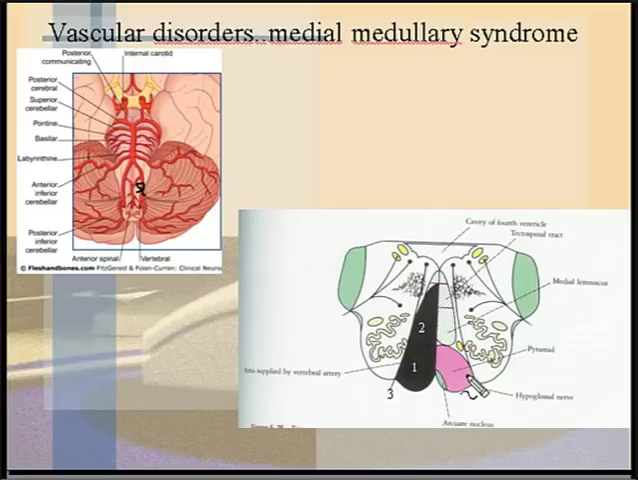 Vascular disorders..medial medullary syndrome
Posterior
communicating
Internal carotid
Posterior
cerebral
Superior
cerebellar
Pontine
Basilar
Labyrinthine
Anterior
inferior
cerebellar
Posterior
inferior
cerebellar
Anterior spinal
Vertebral
© Fleshandbones.com FitzGerald & Folan-Curran: Clinical Neuro
Cavity of fourth ventricle
Tectospinal tract
Medial lemniscus
2
Pyramid
1
area supplied by vertebral artery
3
Hypoglossal nerve
Arcuate nucleus